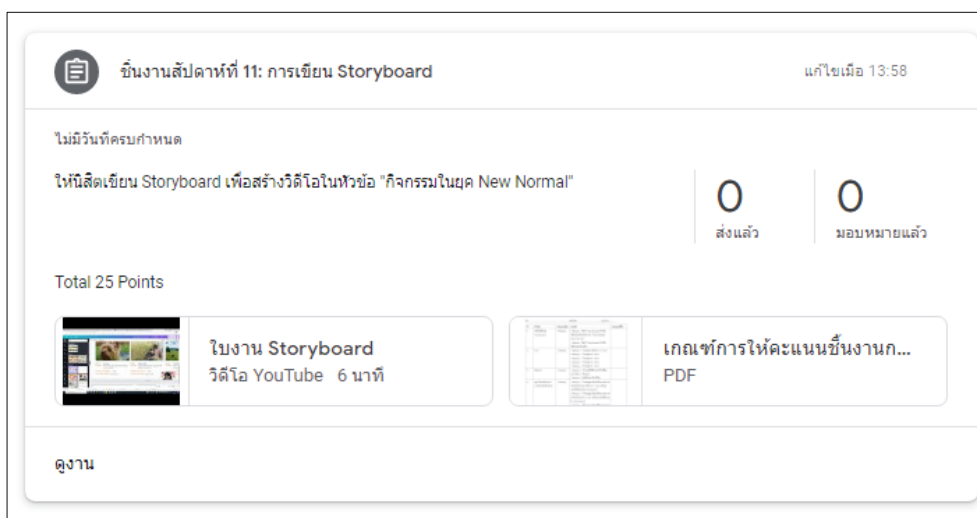 ชิ้นงานสัปดาห์ที่ 11: การเขียน Storyboard
แก้ไขเมื่อ 13:58
ไม่มีวันที่ครบกำหนด
ให้นิสิตเขียน Storyboard เพื่อสร้างวิดีโอในหัวข้อ "กิจกรรมในยุค New Normal"
0
ส่งแล้ว
0
มอบหมายแล้ว
Total 25 Points
ใบงาน Storyboard
วิดีโอ YouTube 6 นาที
เกณฑ์การให้คะแนนชิ้นงานก...
PDF
ดูงาน